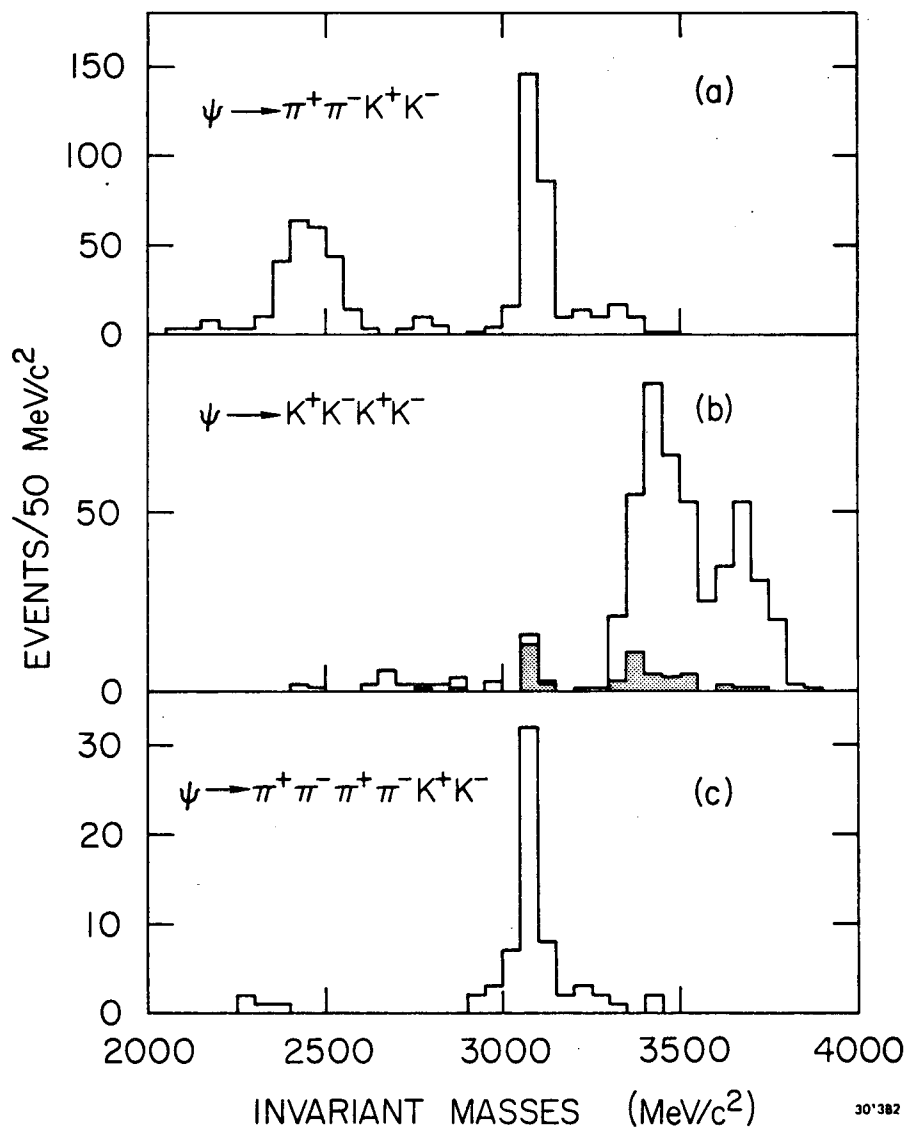 150
100
50
0
ψ → π⁺π⁻K⁺K⁻
(a)
50
0
ψ → K⁺K⁻K⁺K⁻
(b)
30
20
10
0
ψ → π⁺π⁻π⁺π⁻K⁺K⁻
(c)
EVENTS/50 MeV/c²
2000 2500 3000 3500 4000
INVARIANT MASSES (MeV/c²)
30'382